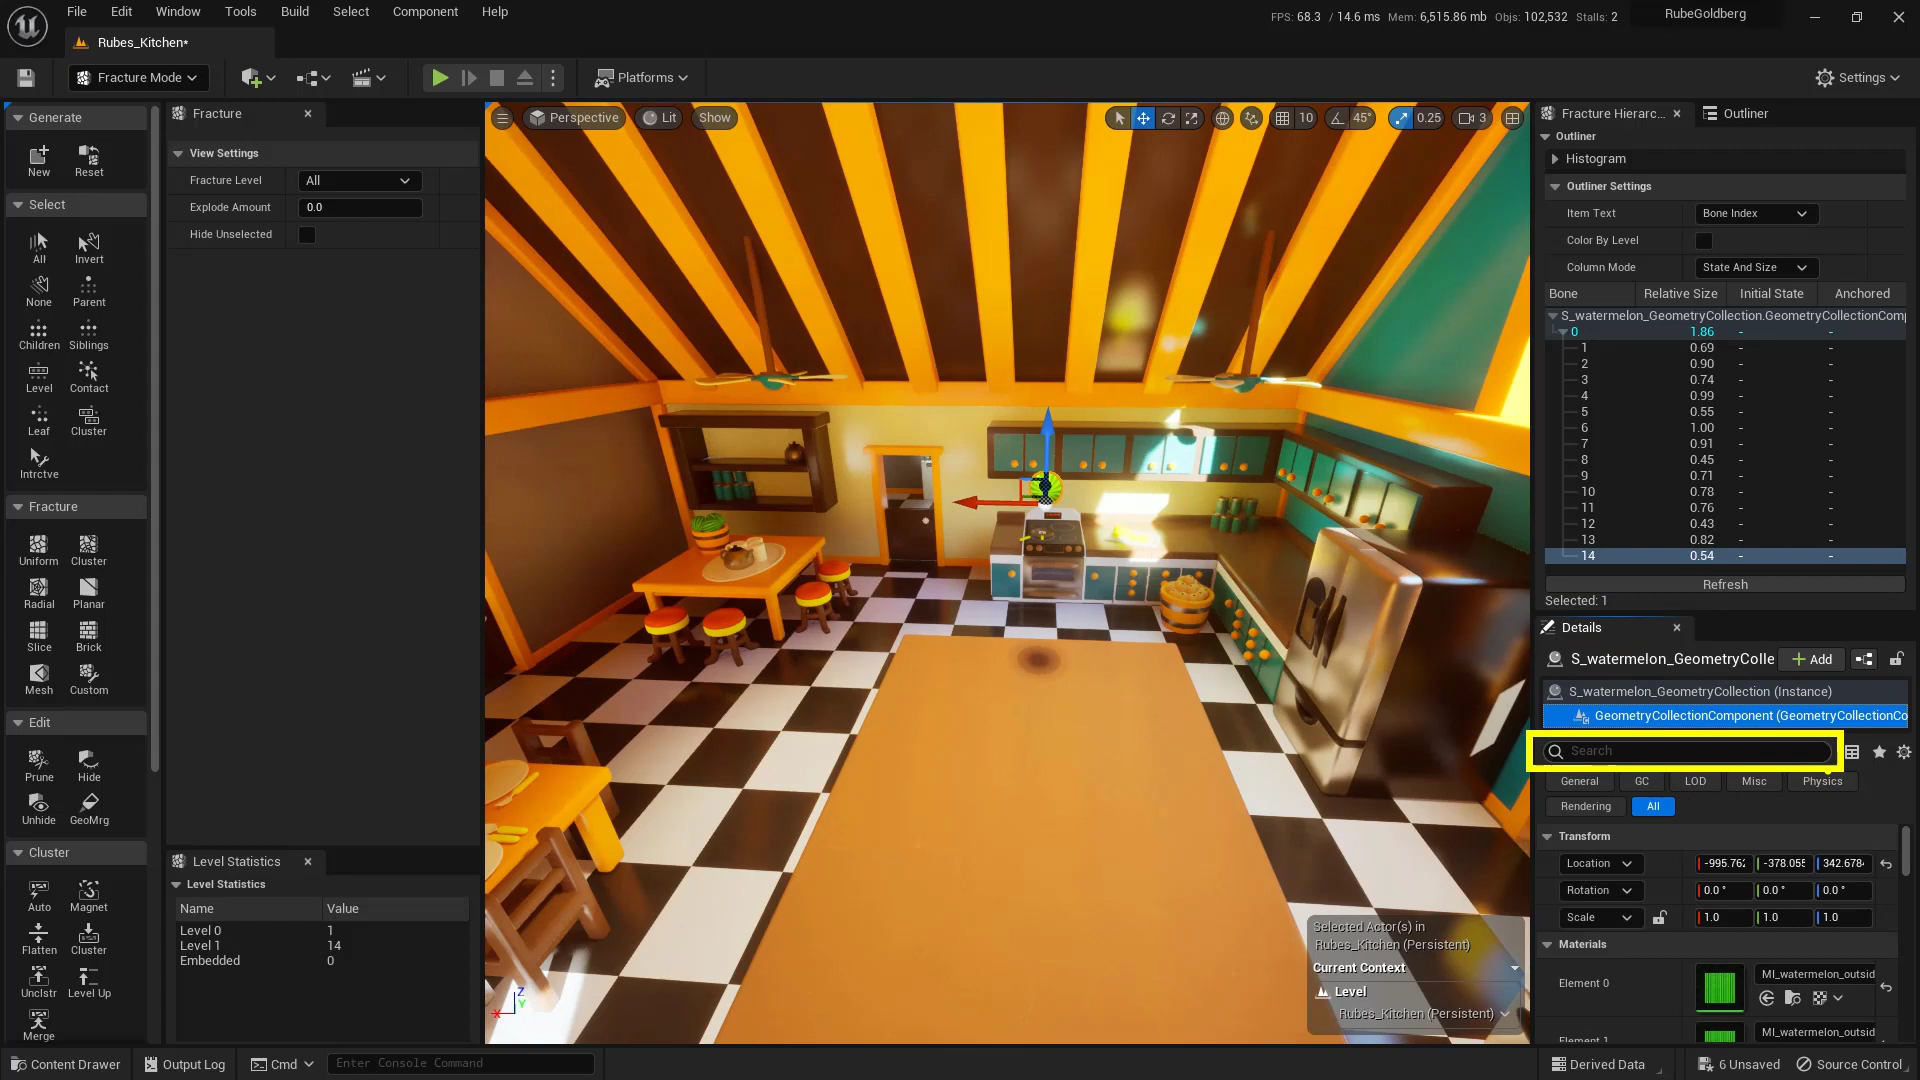 File Edit Window Tools Build Select Component Help
FPS: 68.3 / 14.6 ms Mem: 6,515.86 mb Objs: 102,532 Stalls: 2
RubeGoldberg
Rubes_Kitchen*
Fracture Mode
Platforms
Settings
Generate
New Reset
Select
All Invert
None Parent
Children Siblings
Level Contact
Leaf Cluster
Intrctve
Fracture
Uniform Cluster
Radial Planar
Slice Brick
Mesh Custom
Edit
Prune Hide
Unhide GeoMrg
Cluster
Auto Magnet
Flatten Cluster
Unclstr Level Up
Merge
Fracture
View Settings
Fracture Level All
Explode Amount 0.0
Hide Unselected
Level Statistics
Level Statistics
Name Value
Level 0 1
Level 1 14
Embedded 0
Perspective Lit Show
10 45° 0.25 3
Z
Y
X
Selected Actor(s) in
Rubes_Kitchen (Persistent)
Current Context
Level
Rubes_Kitchen (Persistent)
Fracture Hierarc... Outliner
Outliner
Histogram
Outliner Settings
Item Text Bone Index
Color By Level
Column Mode State And Size
Bone Relative Size Initial State Anchored
S_watermelon_GeometryCollection.GeometryCollectionComp
0 1.86 - -
1 0.69 - -
2 0.90 - -
3 0.74 - -
4 0.99 - -
5 0.55 - -
6 1.00 - -
7 0.91 - -
8 0.45 - -
9 0.71 - -
10 0.78 - -
11 0.76 - -
12 0.43 - -
13 0.82 - -
14 0.54 - -
Refresh
Selected: 1
Details
S_watermelon_GeometryColle Add
S_watermelon_GeometryCollection (Instance)
GeometryCollectionComponent (GeometryCollectionCo
Search
General GC LOD Misc Physics
Rendering All
Transform
Location -995.762 -378.055 342.6784
Rotation 0.0 ° 0.0 ° 0.0 °
Scale 1.0 1.0 1.0
Materials
Element 0 MI_watermelon_outsid
Element 1 MI_watermelon_outsid
Content Drawer Output Log Cmd Enter Console Command
Derived Data 6 Unsaved Source Control